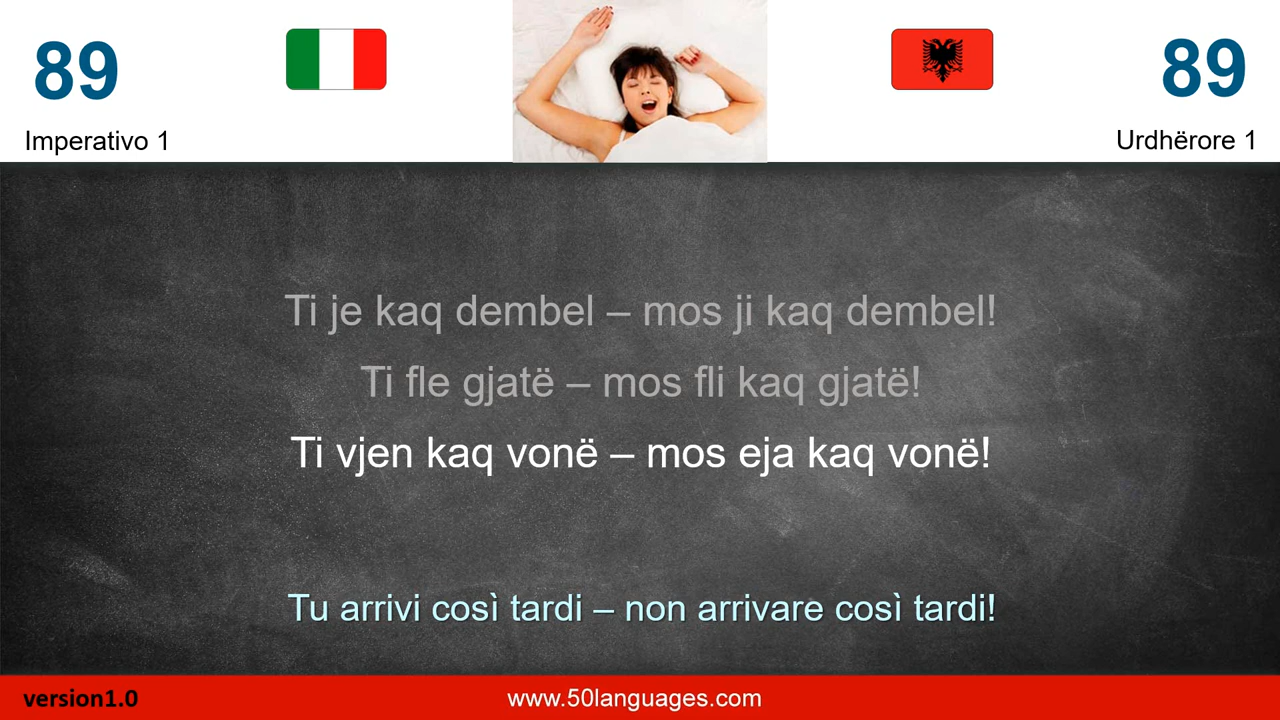 89
89
Imperativo 1
Urdhërore 1
Ti je kaq dembel – mos ji kaq dembel!
Ti fle gjatë – mos fli kaq gjatë!
Ti vjen kaq vonë – mos eja kaq vonë!
Tu arrivi così tardi – non arrivare così tardi!
version1.0
www.50languages.com